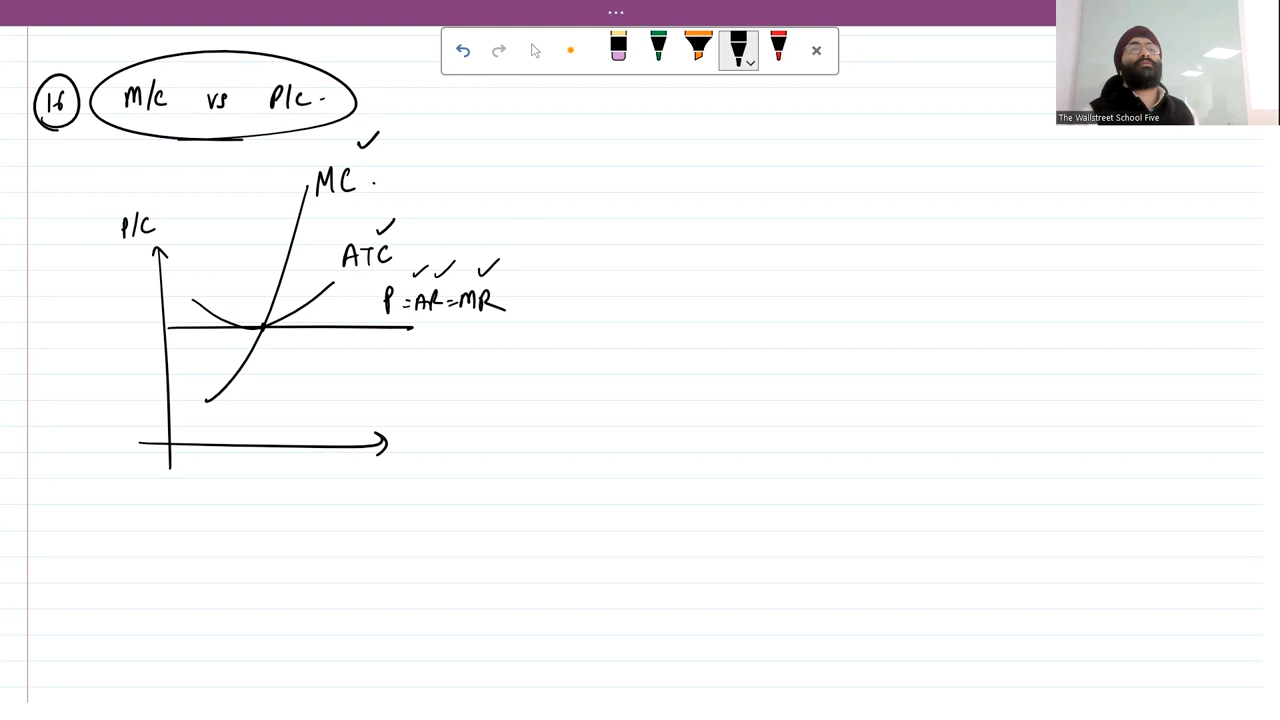 16 M/C vs P/C.
The Wallstreet School Five
MC
P/C
ATC
P = AR = MR